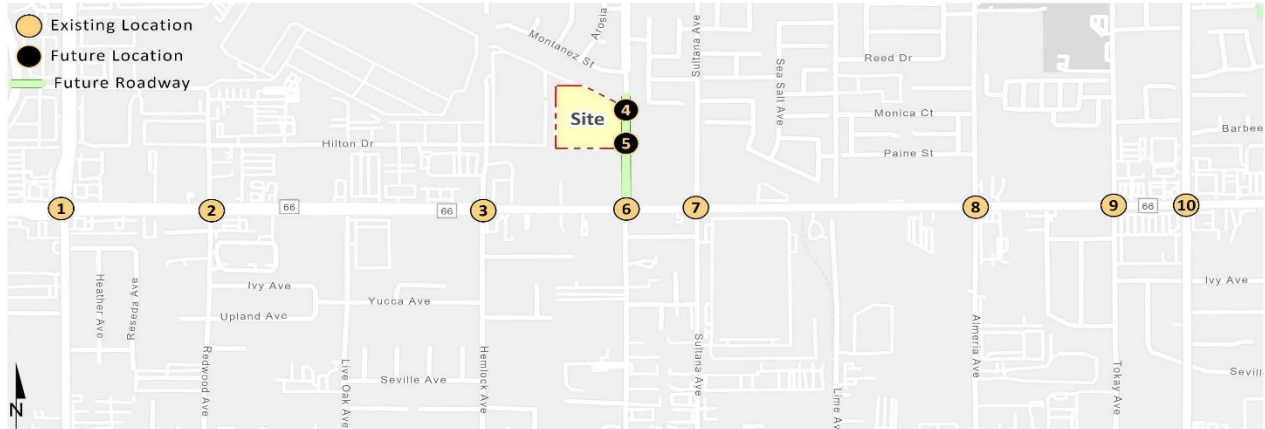 Existing Location
Future Location
Future Roadway
Arosia
Montanez St
Sultana Ave
Sea Salt Ave
Reed Dr
Site
4
5
Monica Ct
Hilton Dr
Paine St
Barbee
1
2
66
66
3
6
7
8
9
66
10
Heather Ave
Reseda Ave
Ivy Ave
Yucca Ave
Upland Ave
Ivy Ave
Redwood Ave
Live Oak Ave
Seville Ave
Hemlock Ave
Sultana Ave
Lime Ave
Almeria Ave
Tokay Ave
Sevill
N